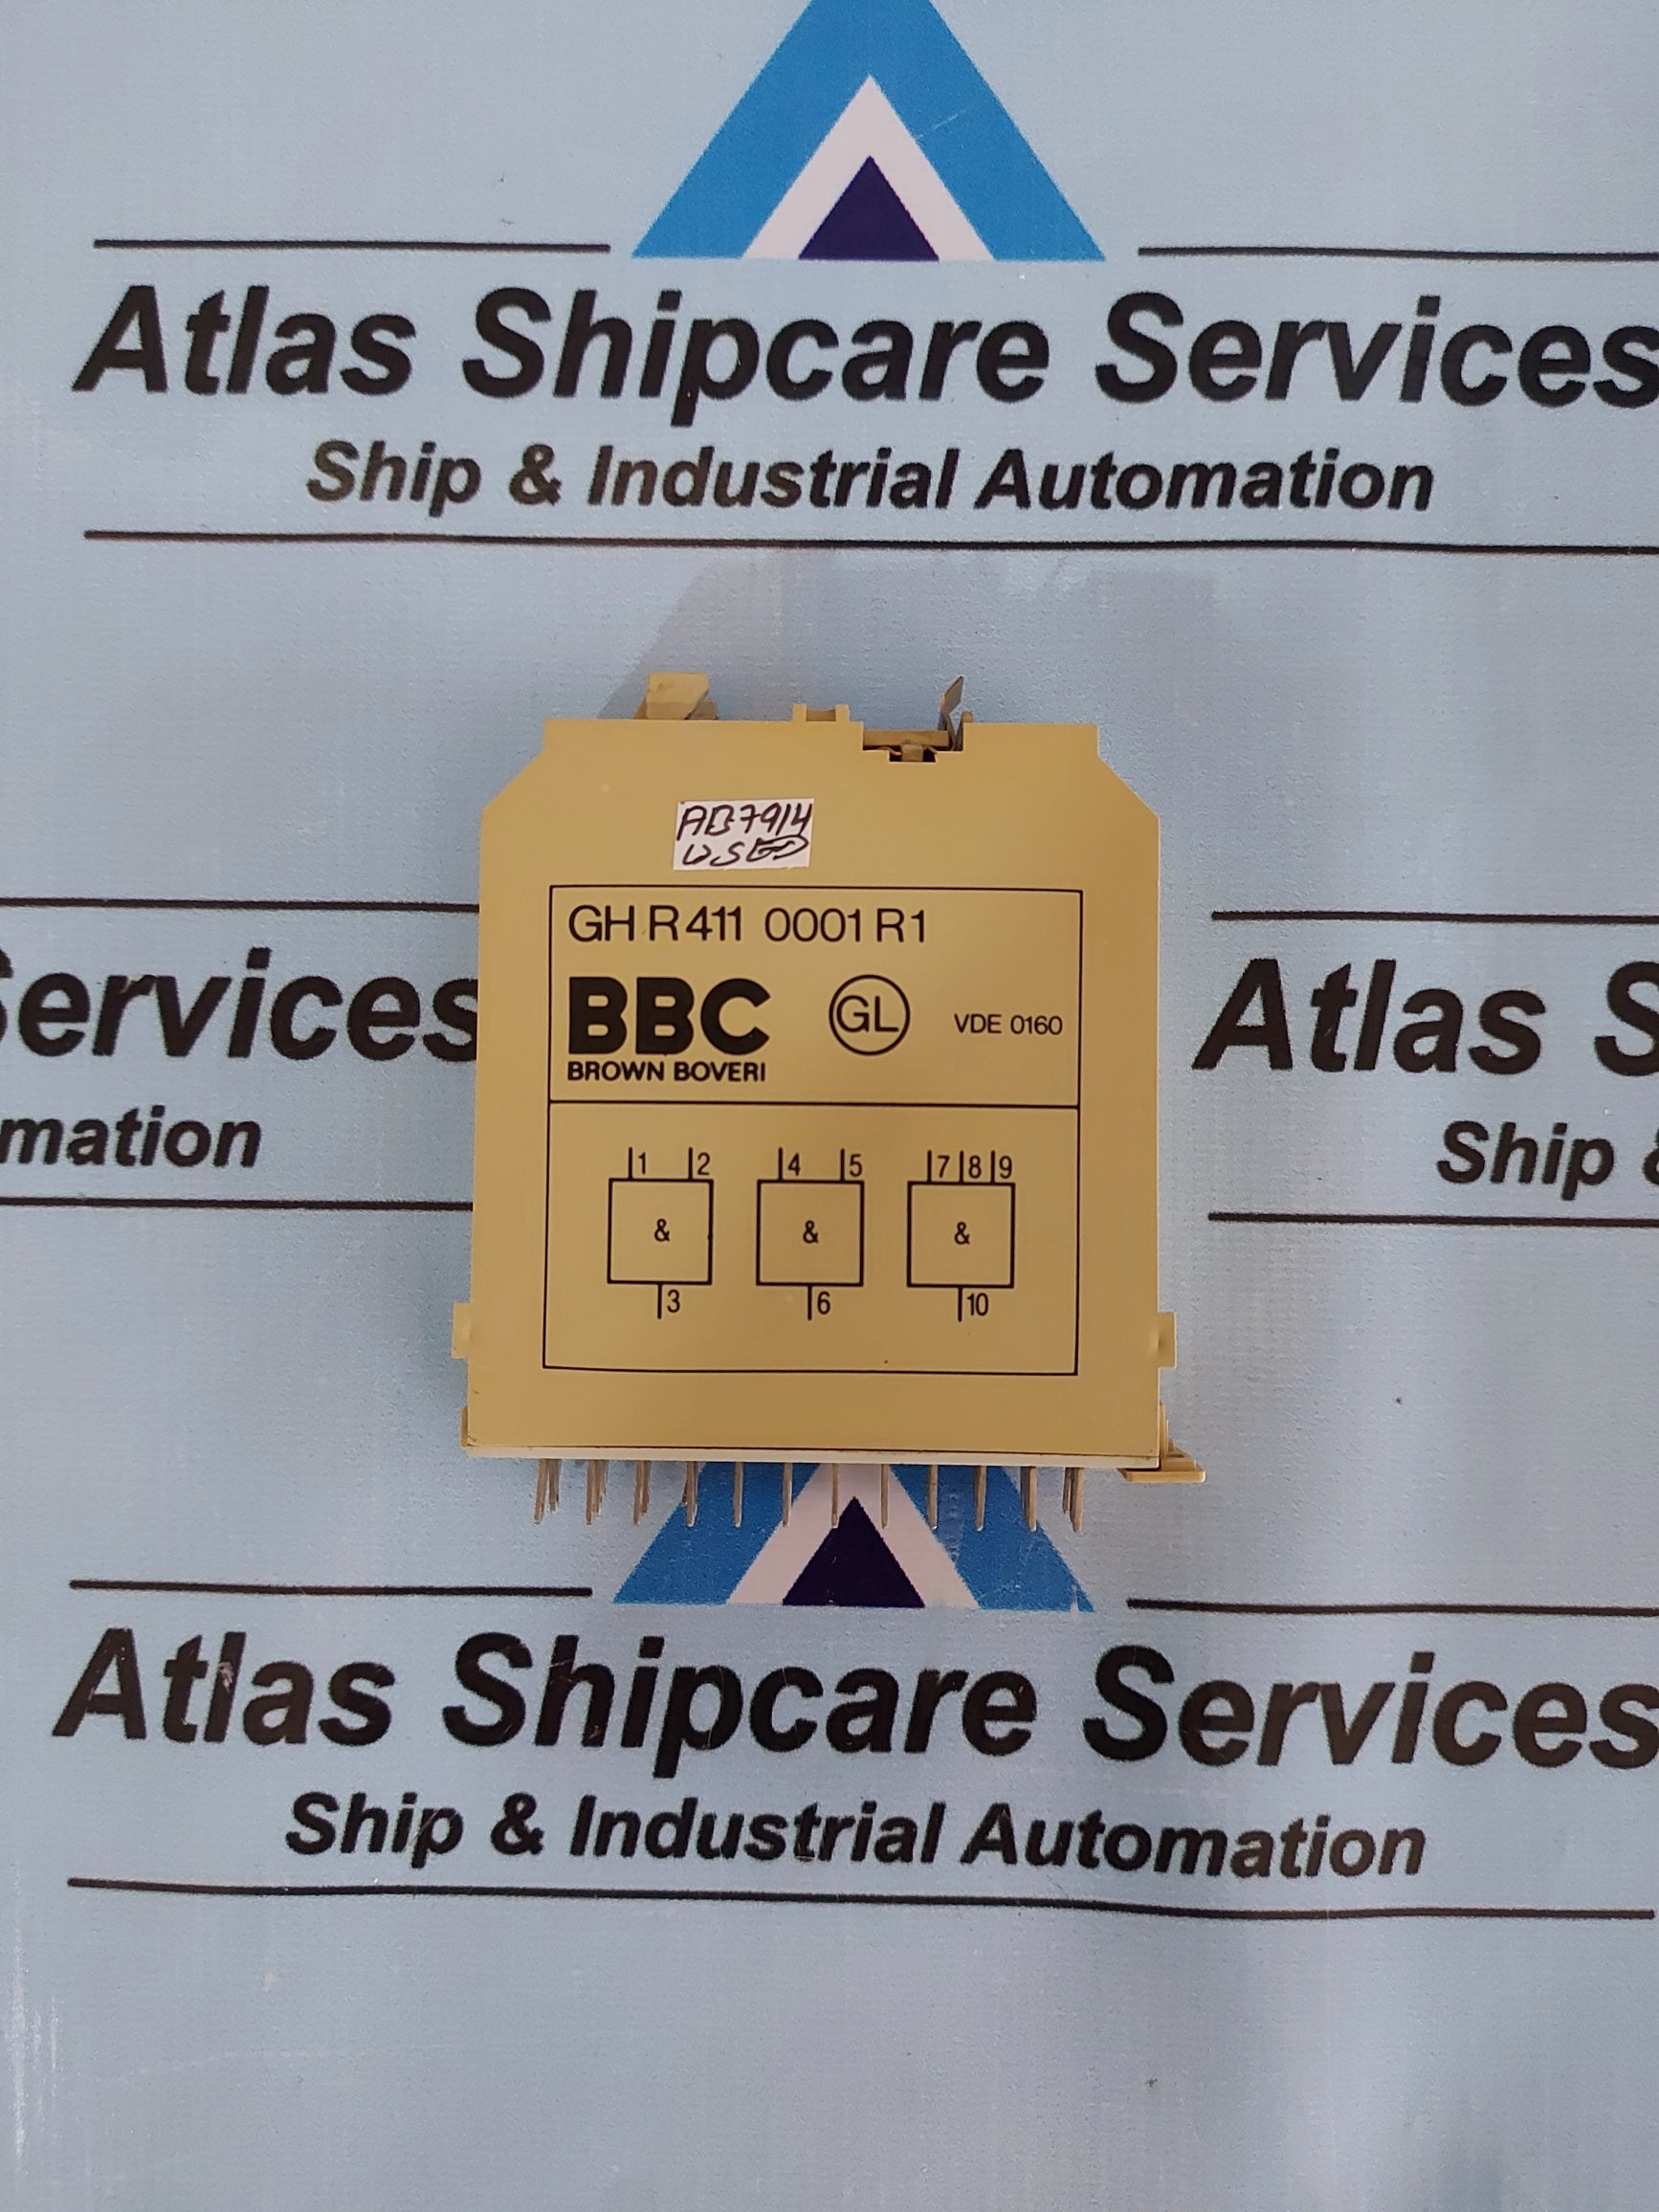 Atlas Shipcare Services
Ship & Industrial Automation
AB7914
USED
GH R411 0001 R1
BBC GL VDE 0160
BROWN BOVERI
1 2 4 5 7 8 9
& & &
3 6 10
Services
mation
Atlas S
Ship &
Atlas Shipcare Services
Ship & Industrial Automation